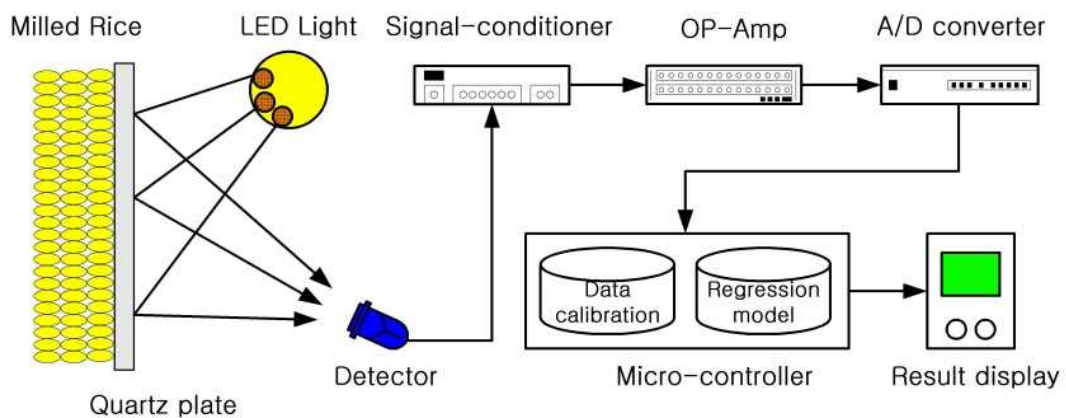 Milled Rice
LED Light
Signal-conditioner
OP-Amp
A/D converter
Data
calibration
Regression
model
Detector
Micro-controller
Result display
Quartz plate